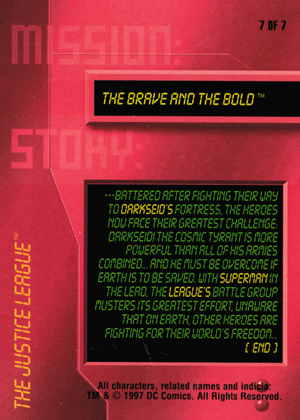 7 OF 7
MISSION:
THE BRAVE AND THE BOLD ™
STORY:
---BATTERED AFTER FIGHTING THEIR WAY
TO DARKSEID'S FORTRESS, THE HEROES
NOW FACE THEIR GREATEST CHALLENGE:
DARKSEID! THE COSMIC TYRANT IS MORE
POWERFUL THAN ALL OF HIS ARMIES
COMBINED... AND HE MUST BE OVERCOME IF
EARTH IS TO BE SAVED. WITH SUPERMAN IN
THE LEAD, THE LEAGUE'S BATTLE GROUP
MUSTERS ITS GREATEST EFFORT, UNAWARE
THAT ON EARTH, OTHER HEROES ARE
FIGHTING FOR THEIR WORLD'S FREEDOM...
( END )
THE JUSTICE LEAGUE™
All characters, related names and indicia:
TM & © 1997 DC Comics. All Rights Reserved.